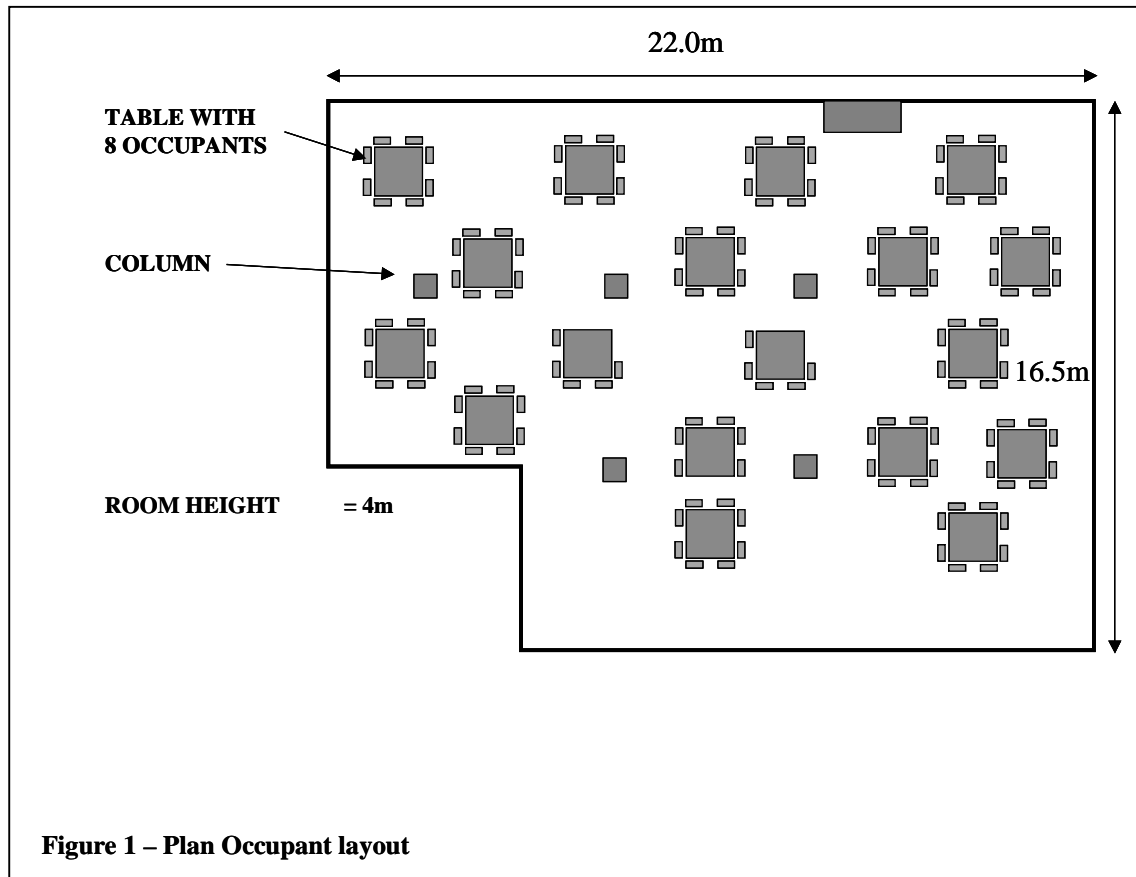 22.0m
TABLE WITH
8 OCCUPANTS
COLUMN
16.5m
ROOM HEIGHT = 4m
Figure 1 – Plan Occupant layout